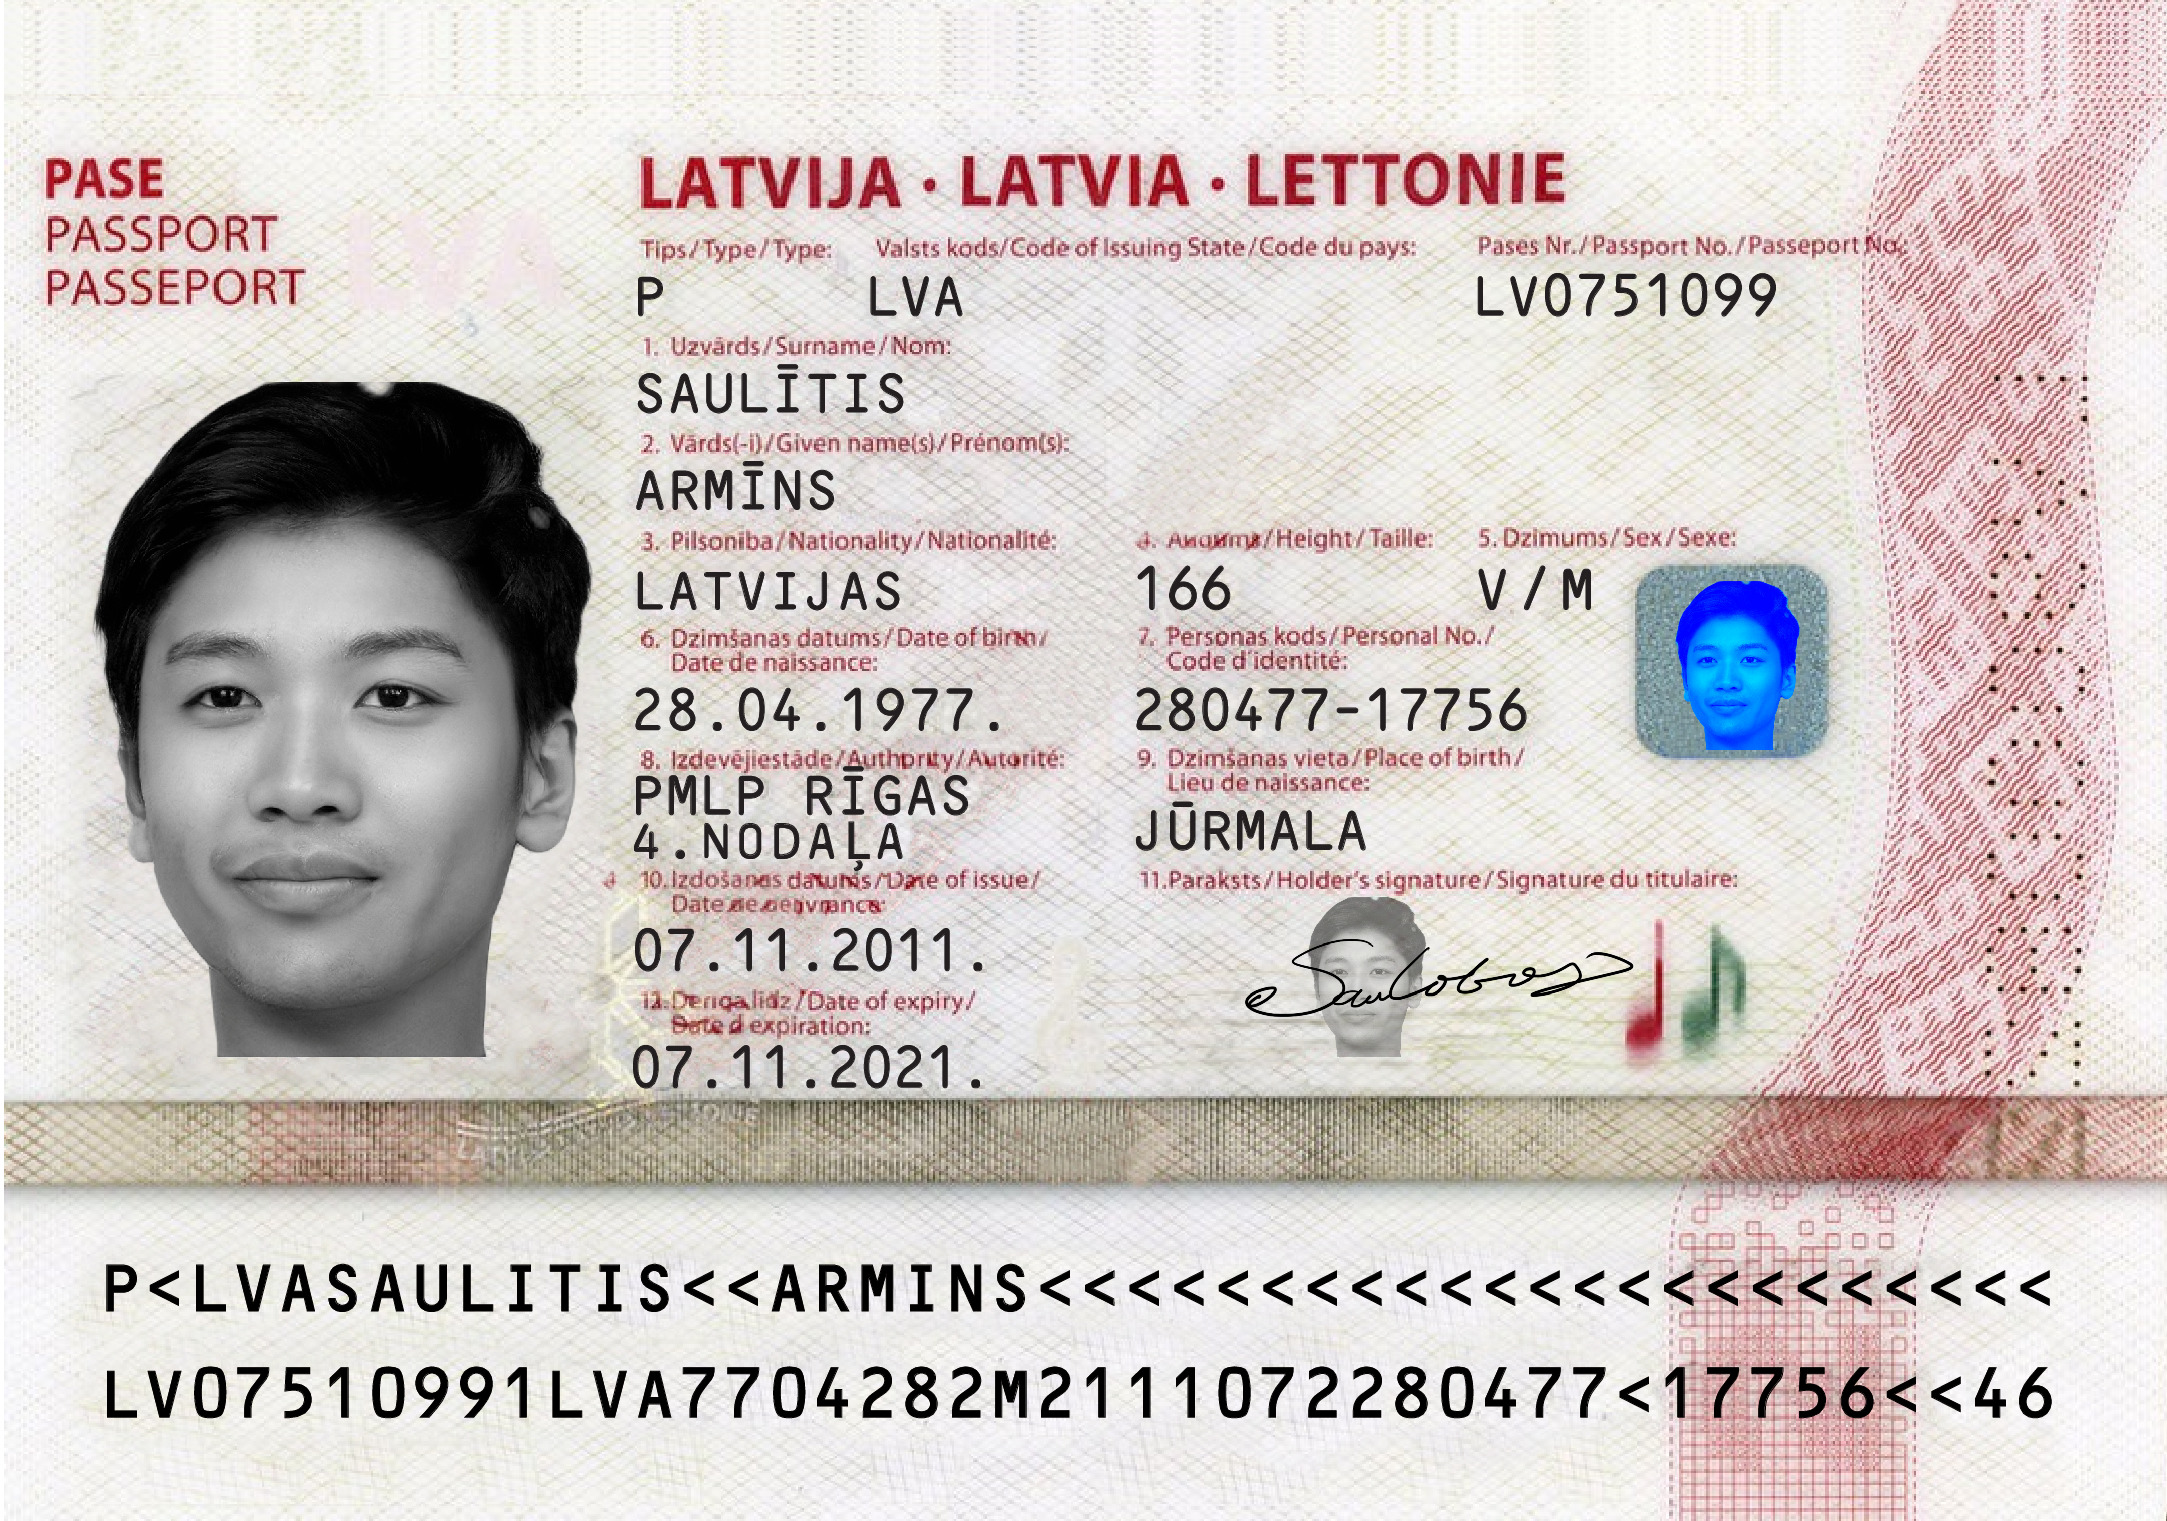 PASE
PASSPORT
PASSEPORT
LVA
LATVIJA · LATVIA · LETTONIE
Tips/Type/Type: Valsts kods/Code of Issuing State/Code du pays: Pases Nr./Passport No./Passeport No.:
P LVA LV0751099
1. Uzvārds/Surname/Nom:
SAULĪTIS
2. Vārds(-i)/Given name(s)/Prénom(s):
ARMĪNS
3. Pilsonība/Nationality/Nationalité: 4. /Height/Taille: 5. Dzimums/Sex/Sexe:
LATVIJAS 166 V/M
6. Dzimšanas datums/Date of birth/ 7. Personas kods/Personal No./
Date de naissance: Code d'identité:
28.04.1977. 280477-17756
8. Izdevējiestāde/Authority/Autorité: 9. Dzimšanas vieta/Place of birth/
Lieu de naissance:
PMLP RĪGAS
4.NODAĻA JŪRMALA
10. Izdošanas datums/Date of issue/ 11. Paraksts/Holder's signature/Signature du titulaire:
Date de
07.11.2011.
līdz/Date of expiry/
Date d expiration:
07.11.2021.
P<LVASAULITIS<<ARMINS<<<<<<<<<<<<<<<<<<<<<<<
LV07510991LVA7704282M2111072280477<17756<<46